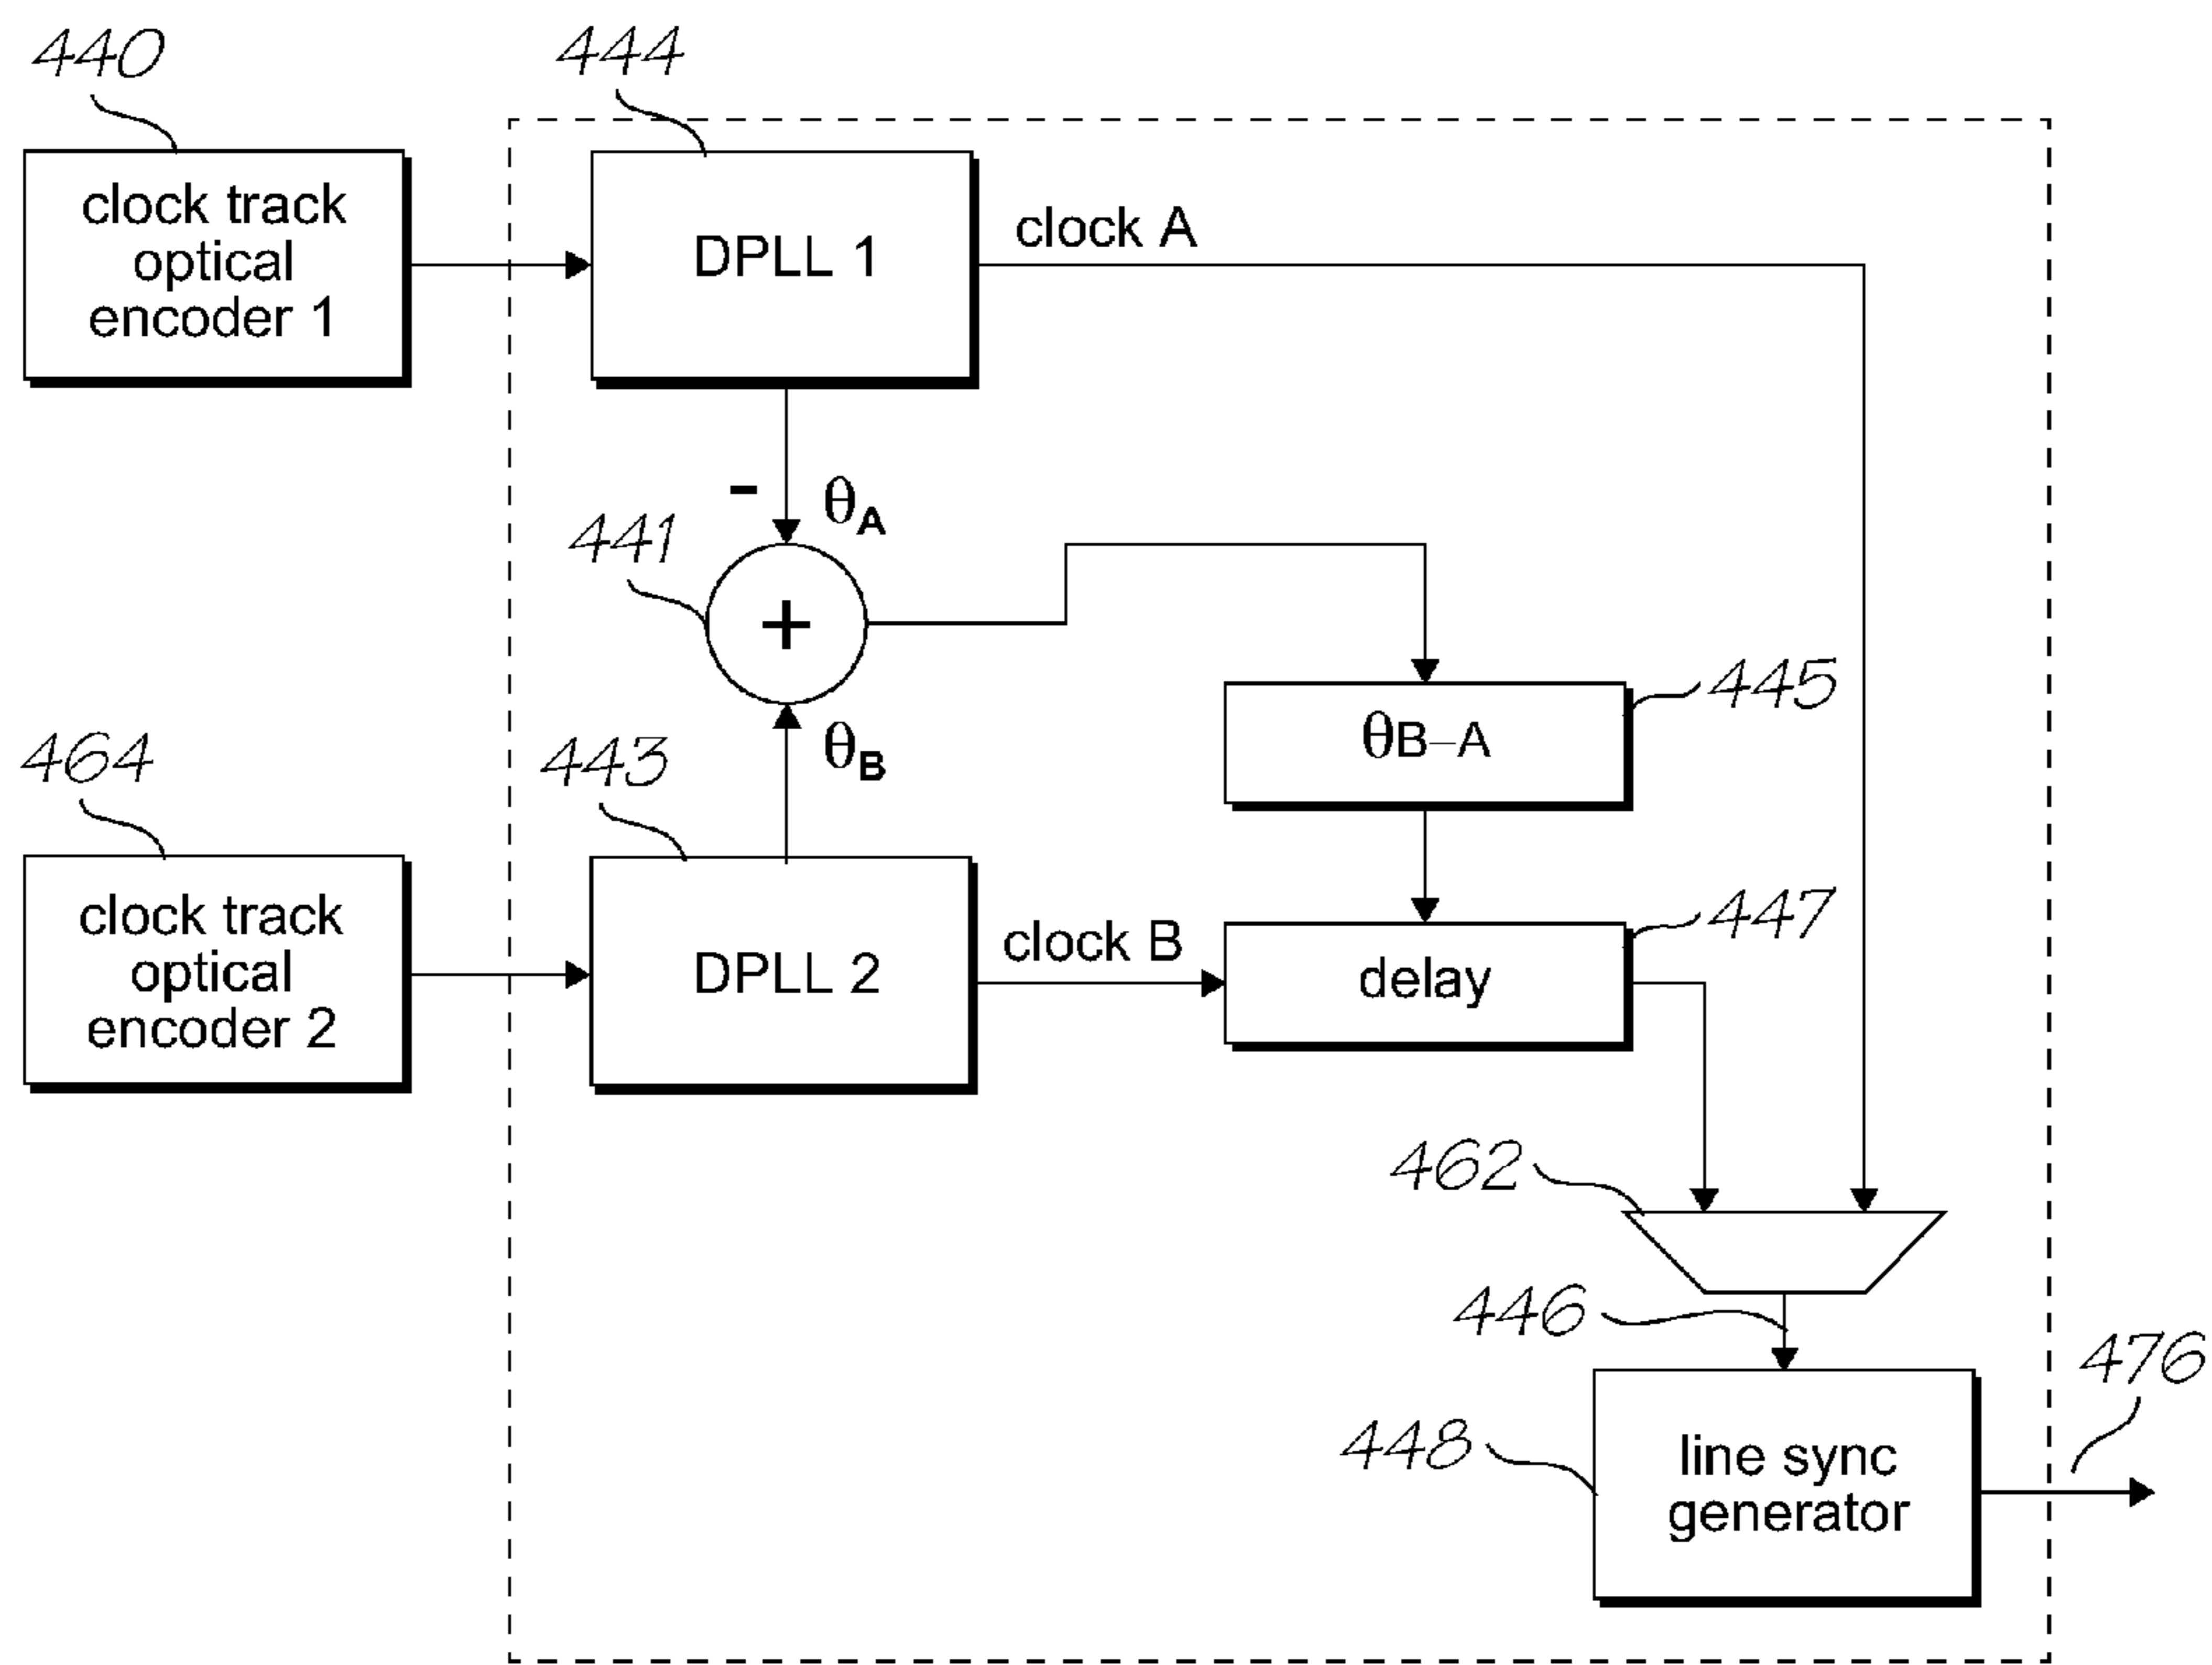 440
444
clock track
optical
encoder 1
DPLL 1
clock A
- θA
441
+
445
θB–A
464
443
θB
447
clock track
optical
encoder 2
DPLL 2
clock B
delay
462
446
476
448
line sync
generator